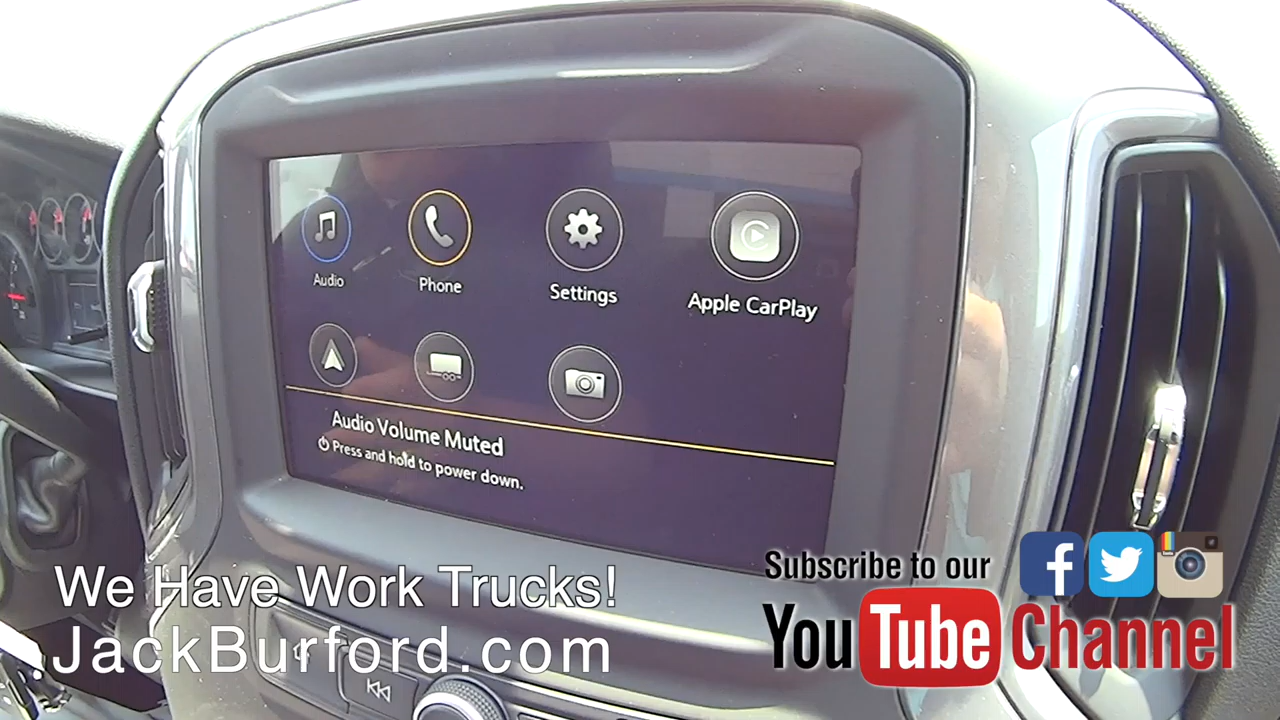 Audio
Phone
Settings
Apple CarPlay
Audio Volume Muted
Press and hold to power down.
We Have Work Trucks!
JackBurford.com
Subscribe to our
YouTube Channel